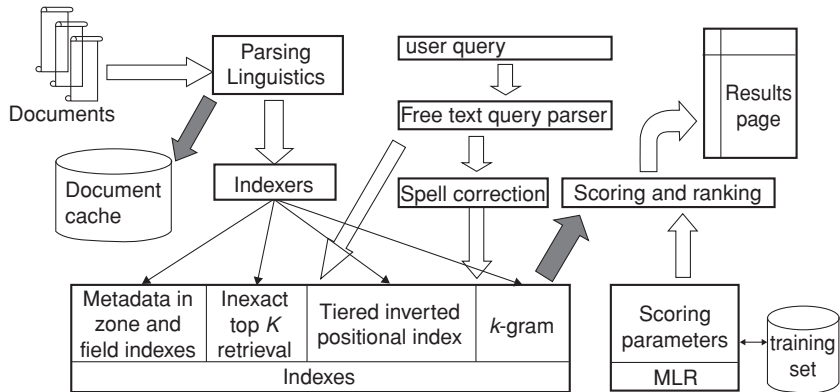 Documents
Parsing
Linguistics
user query
Results
page
Free text query parser
Document
cache
Indexers
Spell correction
Scoring and ranking
Metadata in
zone and
field indexes
Inexact
top K
retrieval
Tiered inverted
positional index
k-gram
Indexes
Scoring
parameters
MLR
training
set